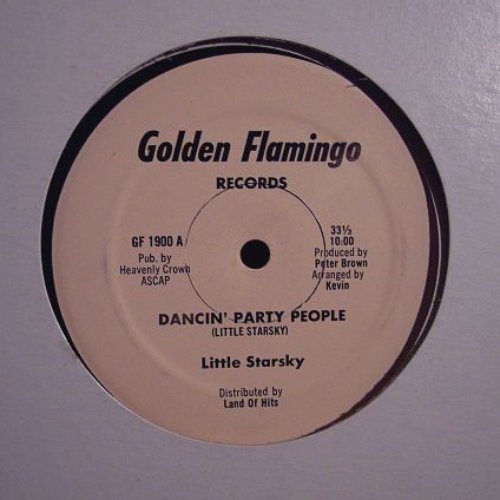 Golden Flamingo
RECORDS
GF 1900 A
Pub. by
Heavenly Crown
ASCAP
33⅓
10:00
Produced by
Peter Brown
Arranged by
Kevin
DANCIN' PARTY PEOPLE
(LITTLE STARSKY)
Little Starsky
Distributed by
Land Of Hits